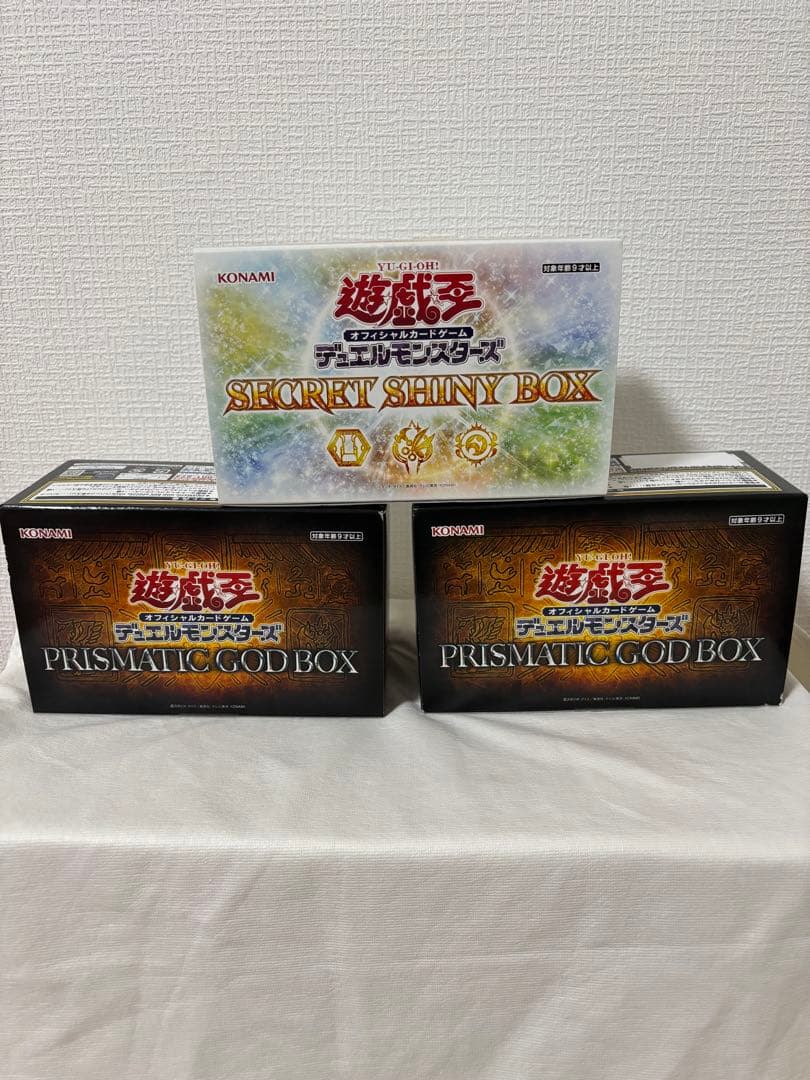 KONAMI
YU-GI-OH!
対象年齢9才以上
遊戯王
オフィシャルカードゲーム
デュエルモンスターズ
SECRET SHINY BOX
KONAMI
対象年齢9才以上
YU-GI-OH!
遊戯王
オフィシャルカードゲーム
デュエルモンスターズ
PRISMATIC GOD BOX
KONAMI
対象年齢9才以上
YU-GI-OH!
遊戯王
オフィシャルカードゲーム
デュエルモンスターズ
PRISMATIC GOD BOX